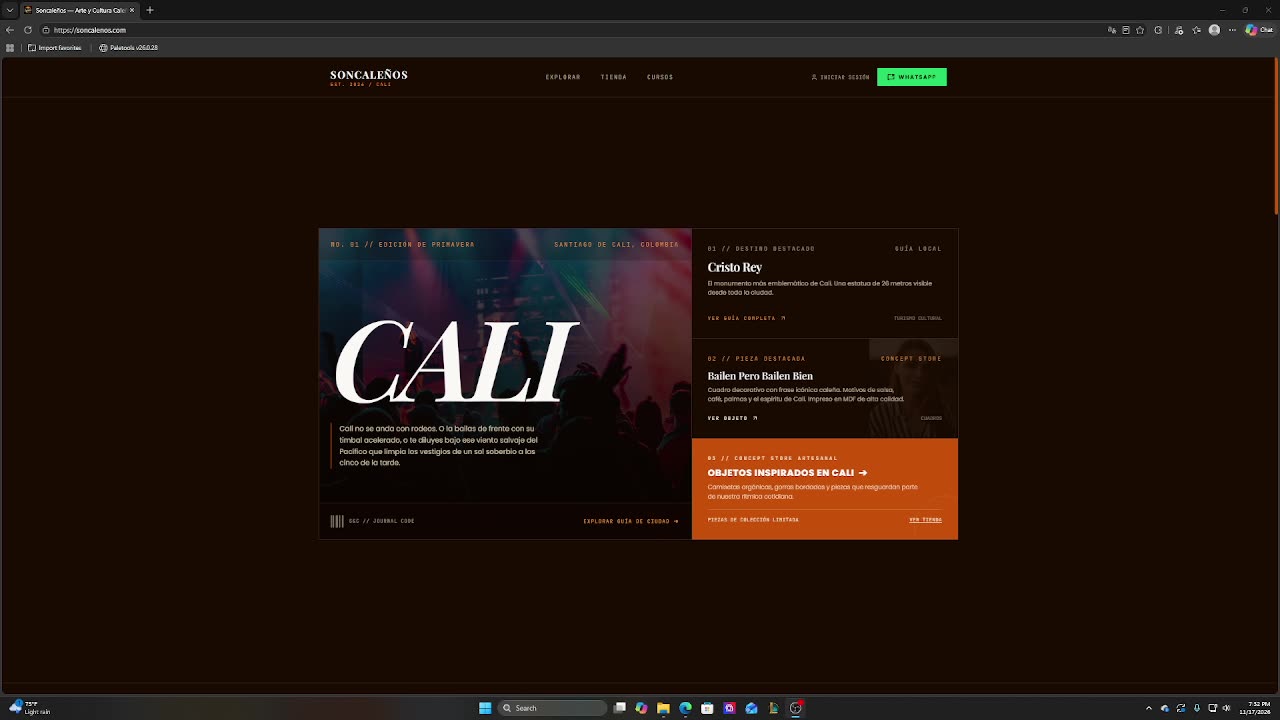 Soncaleños — Arte y Cultura Cale
https://soncalenos.com
Import favorites
Paletools v26.0.28
SONCALEÑOS
EST. 2026 / CALI
EXPLORAR
TIENDA
CURSOS
INICIAR SESIÓN
WHATSAPP
NO. 01 // EDICIÓN DE PRIMAVERA
SANTIAGO DE CALI, COLOMBIA
CALI
Cali no se anda con rodeos. O la bailas de frente con su
timbal acelerado, o te diluyes bajo ese viento salvaje del
Pacífico que limpia los vestigios de un sol soberbio a las
cinco de la tarde.
// JOURNAL CODE
EXPLORAR GUÍA DE CIUDAD ➔
01 // DESTINO DESTACADO
GUÍA LOCAL
Cristo Rey
El monumento más emblemático de Cali. Una estatua de 26 metros visible
desde toda la ciudad.
VER GUÍA COMPLETA
TURISMO CULTURAL
02 // PIEZA DESTACADA
CONCEPT STORE
Bailen Pero Bailen Bien
Cuadro decorativo con frase icónica caleña. Motivos de salsa,
café, palmas y el espíritu de Cali. Impreso en MDF de alta calidad.
VER OBJETO
CUADROS
03 // CONCEPT STORE ARTESANAL
OBJETOS INSPIRADOS EN CALI ➔
Camisetas orgánicas, gorras bordadas y piezas que resguardan parte
de nuestra rítmica cotidiana.
PIEZAS DE COLECCIÓN LIMITADA
VER TIENDA
75°F
Light rain
Search
7:52 PM